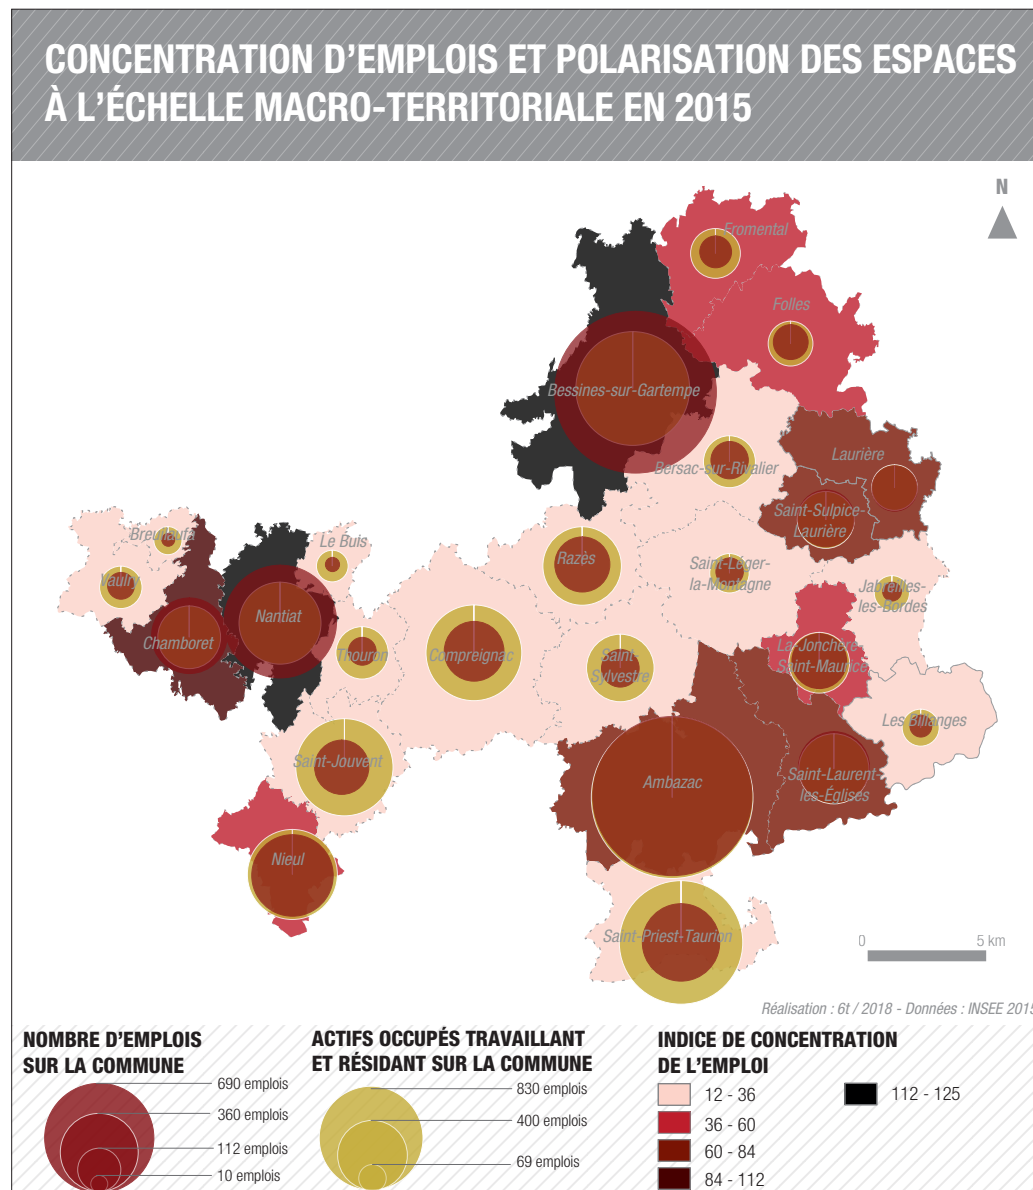 CONCENTRATION D'EMPLOIS ET POLARISATION DES ESPACES
À L'ÉCHELLE MACRO-TERRITORIALE EN 2015
N
Fromental
Folles
Bessines-sur-Gartempe
Bersac-sur-Rivalier
Laurière
Saint-Sulpice-
Laurière
Breuilaufa
Le Buis
Vaulry
Razès
Saint-Léger-
la-Montagne
Jabreilles-
les-Bordes
Nantiat
Chamboret
Thouron
Compreignac
Saint-
Sylvestre
La-Jonchère-
Saint-Maurice
Les Billanges
Saint-Jouvent
Ambazac
Saint-Laurent-
les-Églises
Nieul
Saint-Priest-Taurion
0 5 km
Réalisation : 6t / 2018 - Données : INSEE 2015
NOMBRE D'EMPLOIS
SUR LA COMMUNE
690 emplois
360 emplois
112 emplois
10 emplois
ACTIFS OCCUPÉS TRAVAILLANT
ET RÉSIDANT SUR LA COMMUNE
830 emplois
400 emplois
69 emplois
INDICE DE CONCENTRATION
DE L'EMPLOI
12 - 36
36 - 60
60 - 84
84 - 112
112 - 125